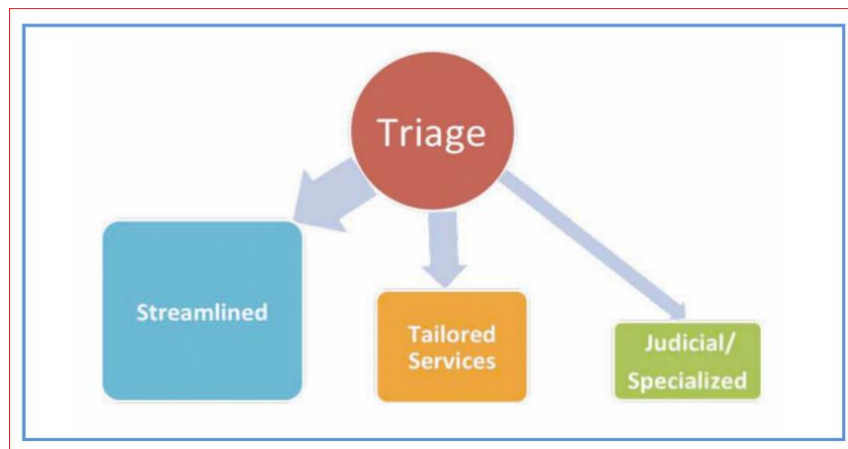 Triage
Streamlined
Tailored
Services
Judicial/
Specialized